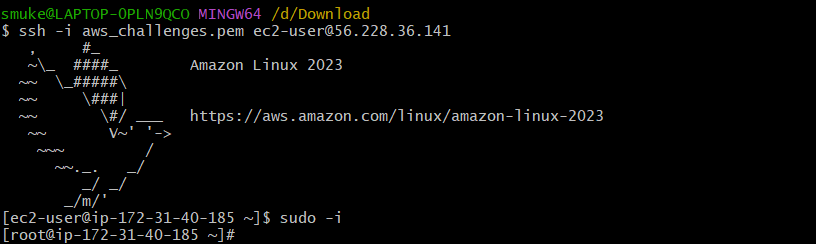 smuke@LAPTOP-0PLN9QCO MINGW64 /d/Download
$ ssh -i aws_challenges.pem ec2-user@56.228.36.141
   ,     #_
   ~\_  ####_        Amazon Linux 2023
  ~~  \_#####\
  ~~     \###|
  ~~       \#/ ___   https://aws.amazon.com/linux/amazon-linux-2023
   ~~       V~' '->
    ~~~         /
      ~~._.   _/
         _/ _/
       _/m/'
[ec2-user@ip-172-31-40-185 ~]$ sudo -i
[root@ip-172-31-40-185 ~]#